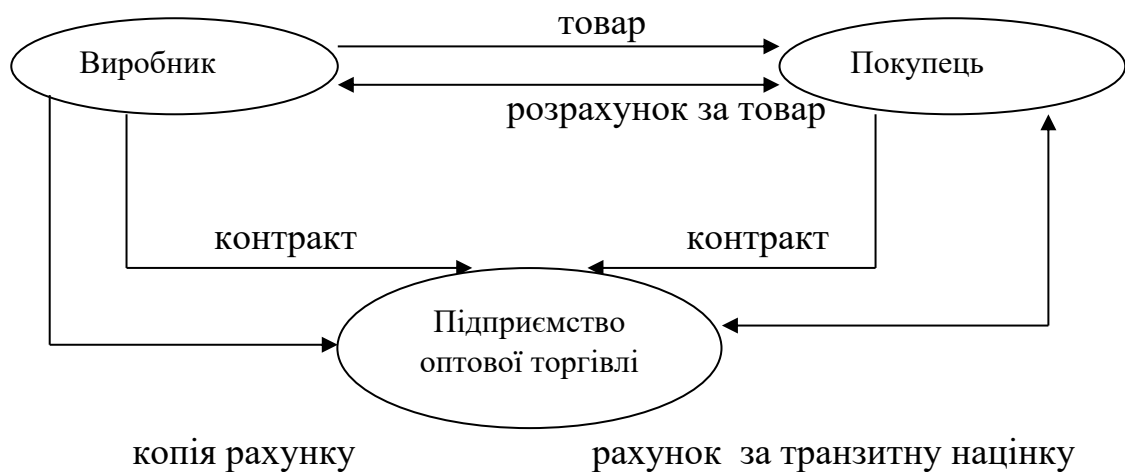 товар
Виробник
Покупець
розрахунок за товар
контракт
контракт
Підприємство
оптової торгівлі
копія рахунку
рахунок за транзитну націнку